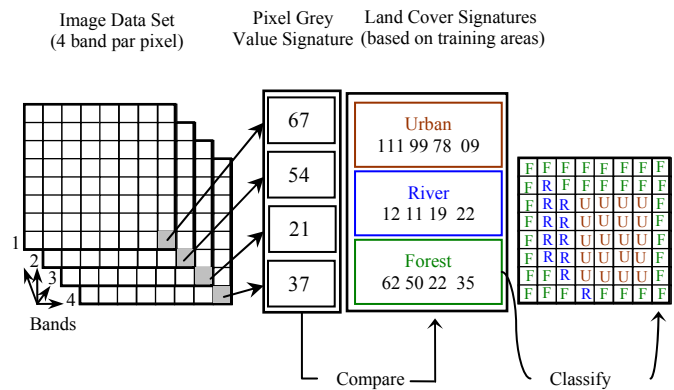 Image Data Set
(4 band par pixel)
Pixel Grey
Value Signature
Land Cover Signatures
(based on training areas)
67
54
21
37
Urban
111 99 78 09
River
12 11 19 22
Forest
62 50 22 35
F F F F F F F F
F R F F F F F F
F R R U U U U F
F R R U U U U F
F R R U U U U F
F R R U U U U F
F F R U U U U F
F F F R F F F F
1
2
3
4
Bands
Compare
Classify